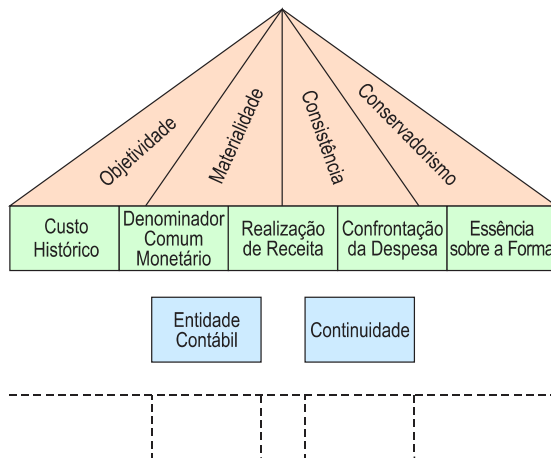 Objetividade
Materialidade
Consistência
Conservadorismo
Custo
Histórico
Denominador
Comum
Monetário
Realização
de Receita
Confrontação
da Despesa
Essência
sobre a Forma
Entidade
Contábil
Continuidade